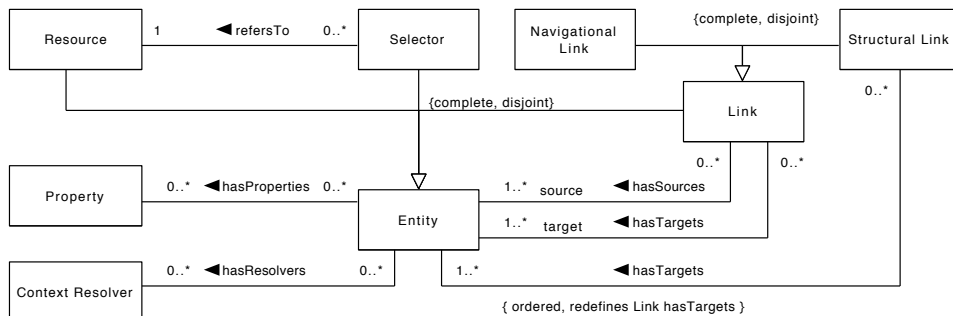 {complete, disjoint}
Resource
1
refersTo
0..*
Selector
Navigational
Link
Structural Link
0..*
{complete, disjoint}
Link
0..*
0..*
Property
0..*
hasProperties
0..*
1..*
source
hasSources
Entity
1..*
target
hasTargets
Context Resolver
0..*
hasResolvers
0..*
1..*
hasTargets
{ ordered, redefines Link hasTargets }